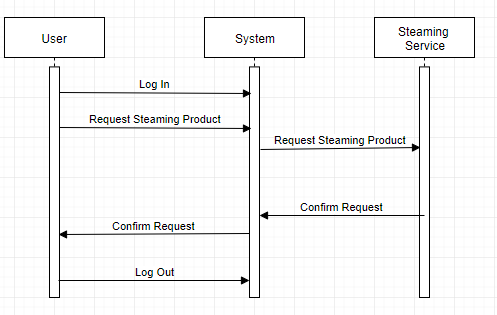 User
System
Steaming
Service
Log In
Request Steaming Product
Request Steaming Product
Confirm Request
Confirm Request
Log Out